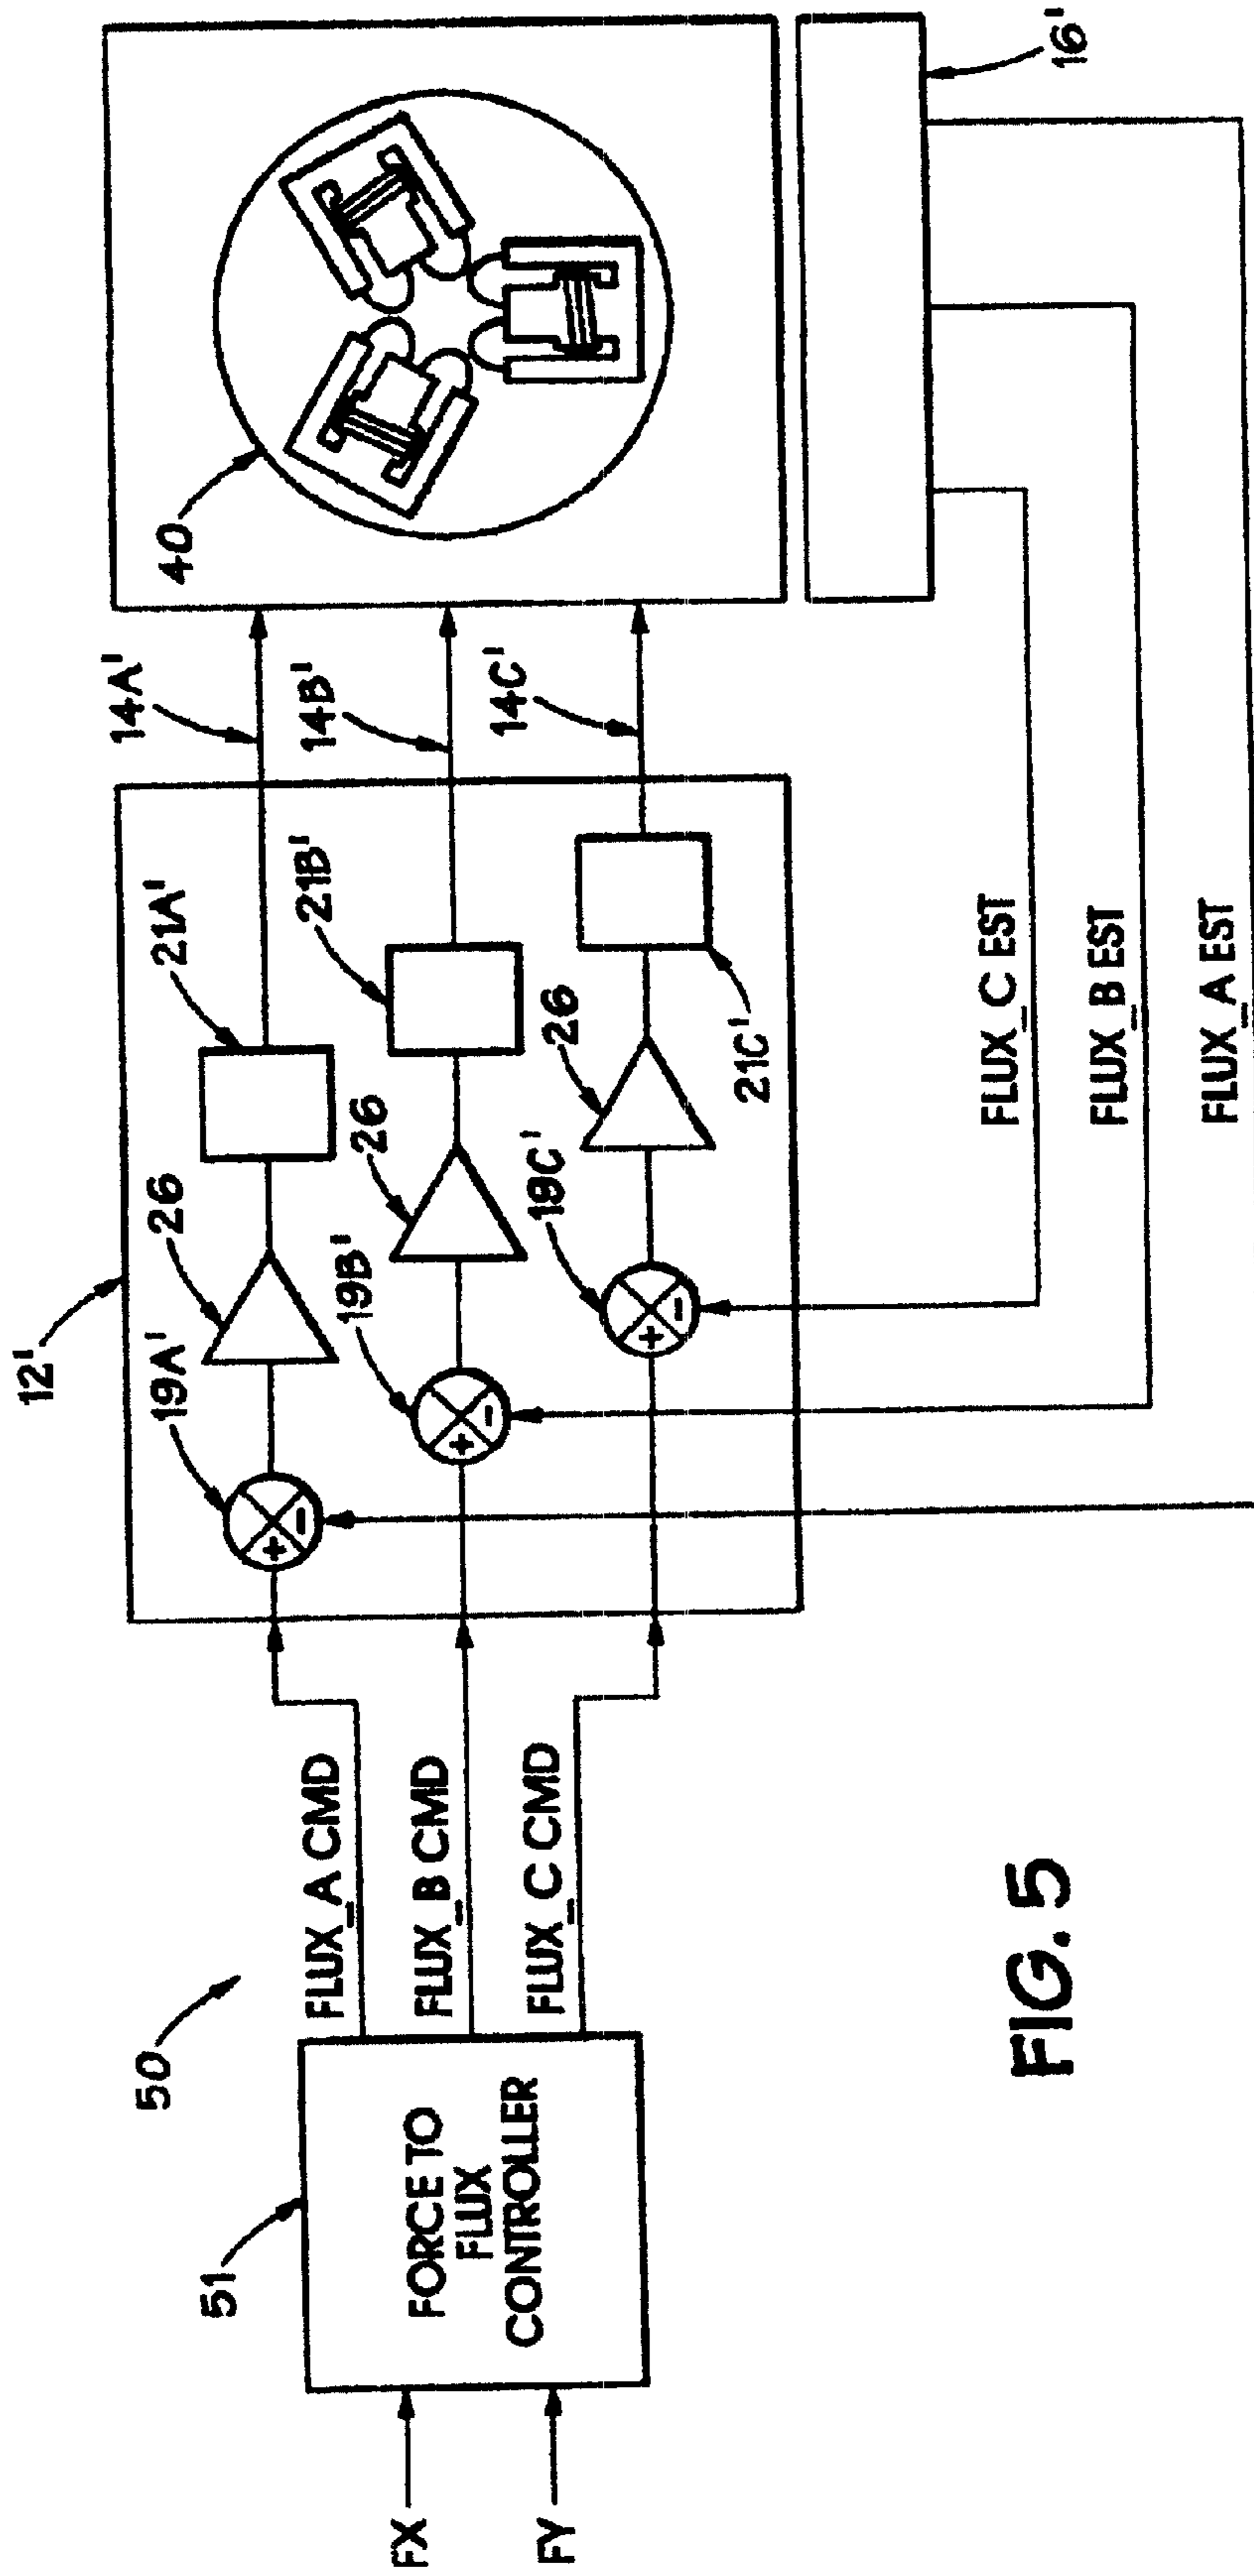 12'
19A'
26
21A'
14A'
40
50
19B'
26
21B'
14B'
51
FLUX_A CMD
FLUX_B CMD
FLUX_C CMD
FORCE TO
FLUX
CONTROLLER
FX
FY
19C'
26
21C'
14C'
+
-
+
-
+
-
16'
FLUX_C EST
FLUX_B EST
FLUX_A EST
FIG. 5